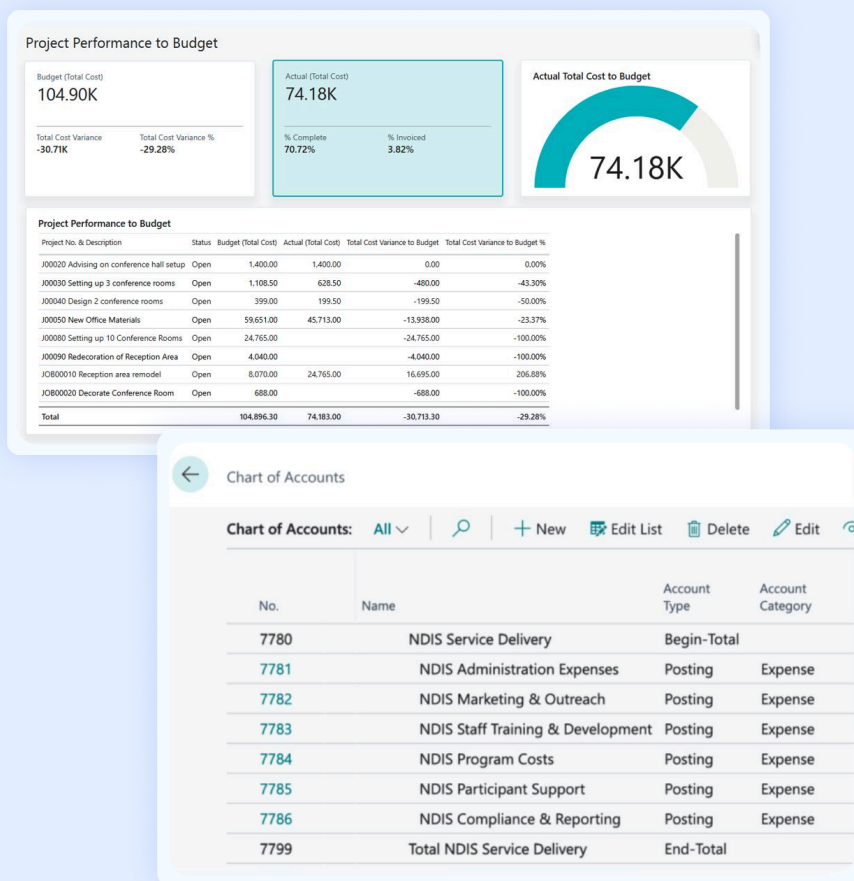 Project Performance to Budget
Budget (Total Cost)
104.90K
Total Cost Variance Total Cost Variance %
-30.71K -29.28%
Actual (Total Cost)
74.18K
% Complete % Invoiced
70.72% 3.82%
Actual Total Cost to Budget
74.18K
Project Performance to Budget
Project No. & Description Status Budget (Total Cost) Actual (Total Cost) Total Cost Variance to Budget Total Cost Variance to Budget %
J00020 Advising on conference hall setup Open 1,400.00 1,400.00 0.00 0.00%
J00030 Setting up 3 conference rooms Open 1,108.50 628.50 -480.00 -43.30%
J00040 Design 2 conference rooms Open 399.00 199.50 -199.50 -50.00%
J00050 New Office Materials Open 59,651.00 45,713.00 -13,938.00 -23.37%
J00080 Setting up 10 Conference Rooms Open 24,765.00 -24,765.00 -100.00%
J00090 Redecoration of Reception Area Open 4,040.00 -4,040.00 -100.00%
JOB00010 Reception area remodel Open 8,070.00 24,765.00 16,695.00 206.88%
JOB00020 Decorate Conference Room Open 688.00 -688.00 -100.00%
Total 104,896.30 74,183.00 -30,713.30 -29.28%
Chart of Accounts
Chart of Accounts: All New Edit List Delete Edit
No. Name Account Type Account Category
7780 NDIS Service Delivery Begin-Total
7781 NDIS Administration Expenses Posting Expense
7782 NDIS Marketing & Outreach Posting Expense
7783 NDIS Staff Training & Development Posting Expense
7784 NDIS Program Costs Posting Expense
7785 NDIS Participant Support Posting Expense
7786 NDIS Compliance & Reporting Posting Expense
7799 Total NDIS Service Delivery End-Total